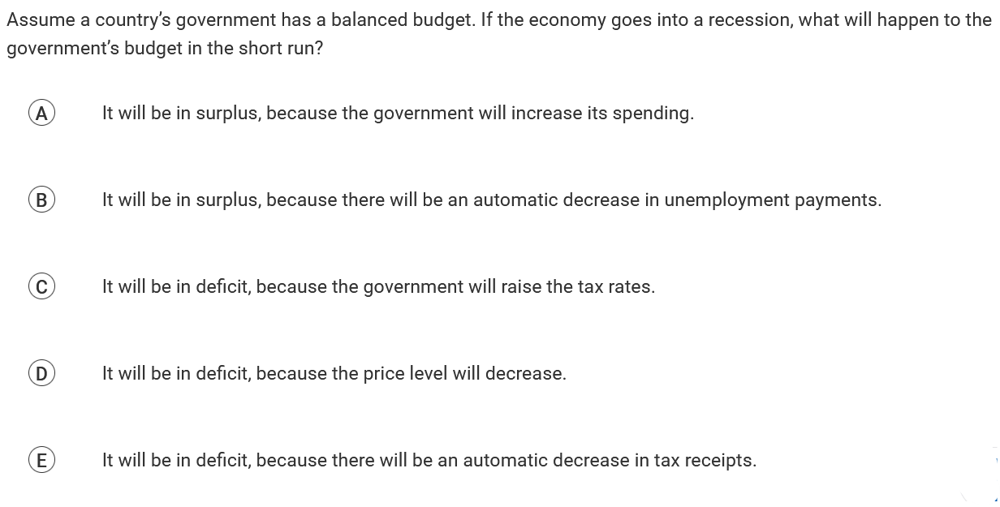 Assume a country’s government has a balanced budget. If the economy goes into a recession, what will happen to the
government’s budget in the short run?
A It will be in surplus, because the government will increase its spending.
B It will be in surplus, because there will be an automatic decrease in unemployment payments.
C It will be in deficit, because the government will raise the tax rates.
D It will be in deficit, because the price level will decrease.
E It will be in deficit, because there will be an automatic decrease in tax receipts.